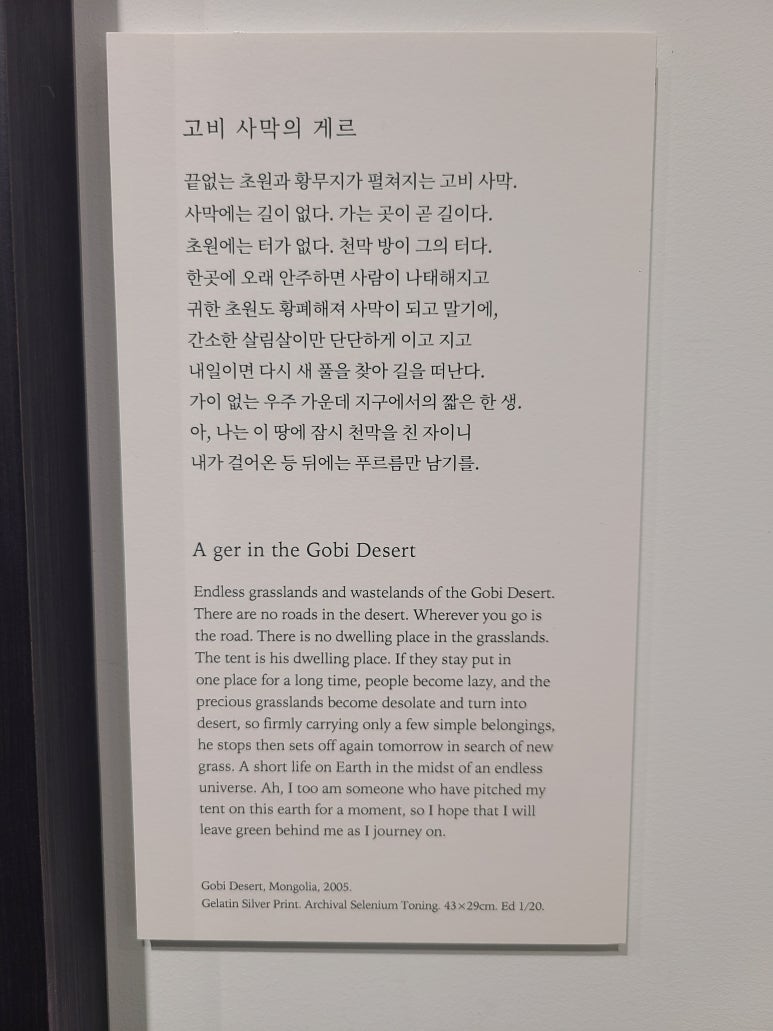 고비 사막의 게르
끝없는 초원과 황무지가 펼쳐지는 고비 사막.
사막에는 길이 없다. 가는 곳이 곧 길이다.
초원에는 터가 없다. 천막 방이 그의 터다.
한곳에 오래 안주하면 사람이 나태해지고
귀한 초원도 황폐해져 사막이 되고 말기에,
간소한 살림살이만 단단하게 이고 지고
내일이면 다시 새 풀을 찾아 길을 떠난다.
가이 없는 우주 가운데 지구에서의 짧은 한 생.
아, 나는 이 땅에 잠시 천막을 친 자이니
내가 걸어온 등 뒤에는 푸르름만 남기를.
A ger in the Gobi Desert
Endless grasslands and wastelands of the Gobi Desert.
There are no roads in the desert. Wherever you go is
the road. There is no dwelling place in the grasslands.
The tent is his dwelling place. If they stay put in
one place for a long time, people become lazy, and the
precious grasslands become desolate and turn into
desert, so firmly carrying only a few simple belongings,
he stops then sets off again tomorrow in search of new
grass. A short life on Earth in the midst of an endless
universe. Ah, I too am someone who have pitched my
tent on this earth for a moment, so I hope that I will
leave green behind me as I journey on.
Gobi Desert, Mongolia, 2005.
Gelatin Silver Print. Archival Selenium Toning. 43×29cm. Ed 1/20.